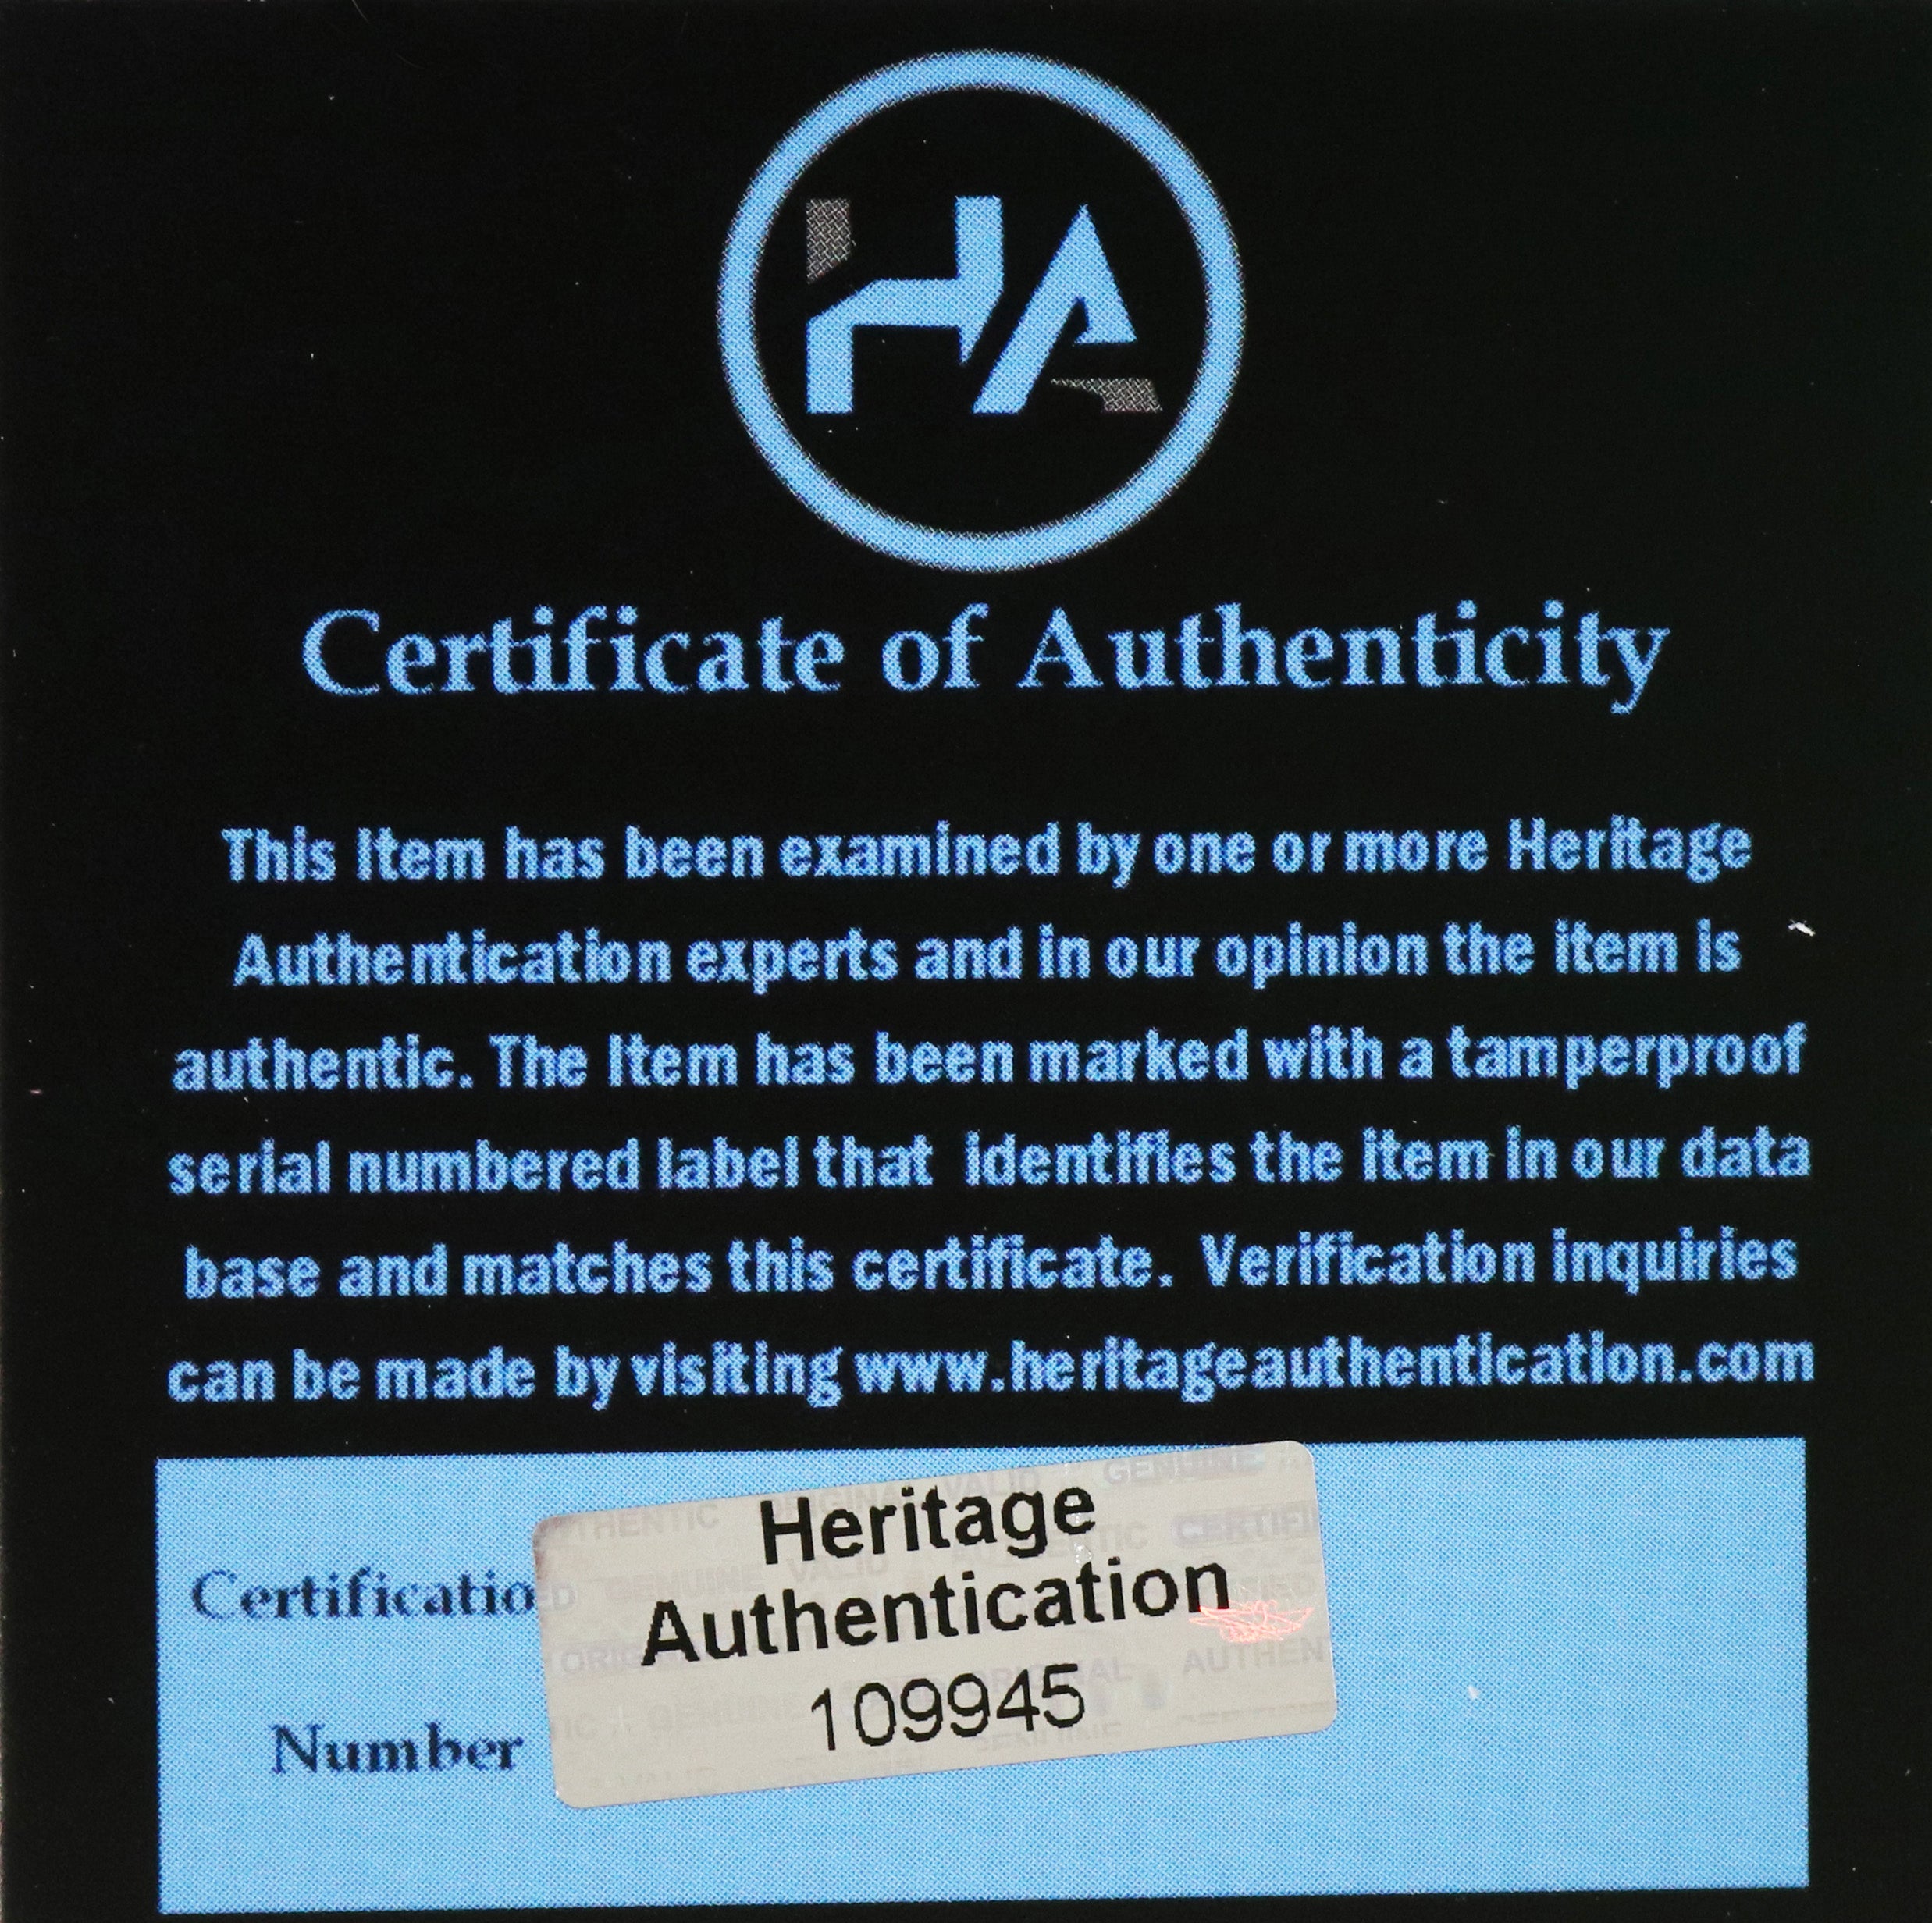 HA
Certificate of Authenticity
This Item has been examined by one or more Heritage
Authentication experts and in our opinion the item is
authentic. The Item has been marked with a tamperproof
serial numbered label that identifies the item in our data
base and matches this certificate. Verification inquiries
can be made by visiting www.heritageauthentication.com
Heritage
Authentication
109945
Certificatio
Number